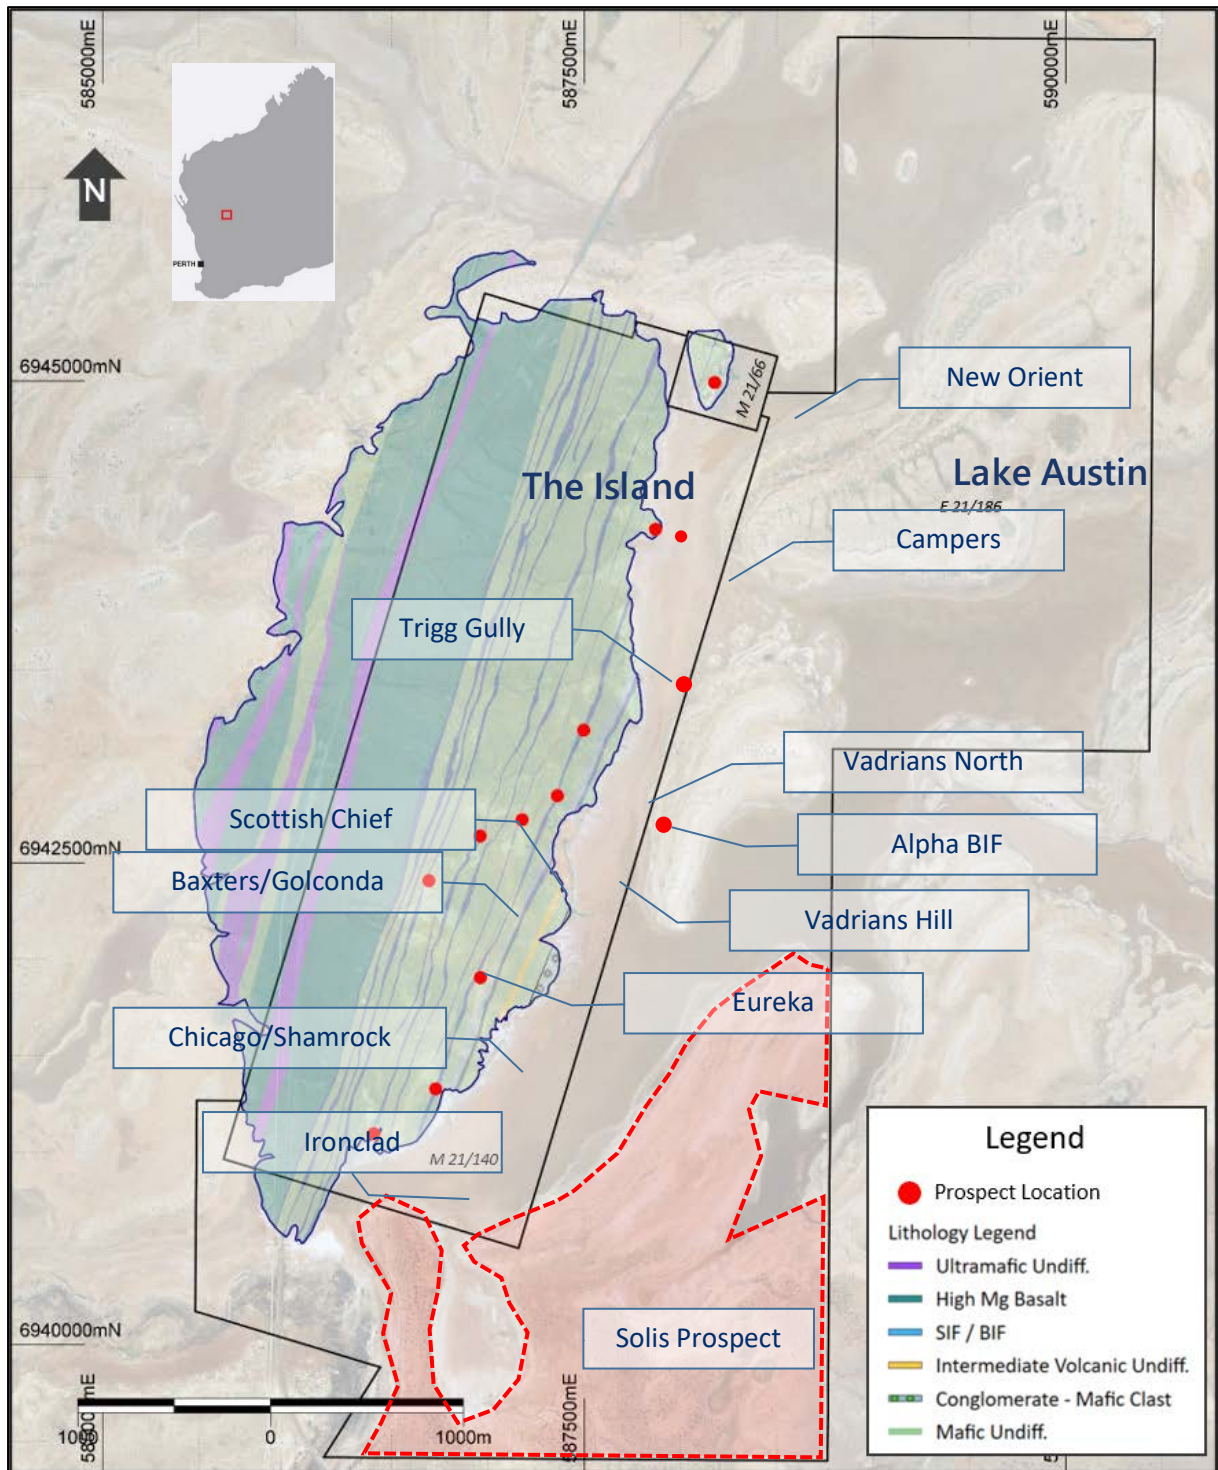 585000mE
587500mE
590000mE
N
PERTH
6945000mN
M 21/66
New Orient
The Island
Lake Austin
E 21/186
Campers
Trigg Gully
Vadrians North
Scottish Chief
Alpha BIF
6942500mN
Baxters/Golconda
Vadrians Hill
Eureka
Chicago/Shamrock
Ironclad
M 21/140
Legend
Prospect Location
Lithology Legend
Ultramafic Undiff.
High Mg Basalt
SIF / BIF
Intermediate Volcanic Undiff.
Conglomerate - Mafic Clast
Mafic Undiff.
6940000mN
Solis Prospect
1000
0
1000m
587500mE